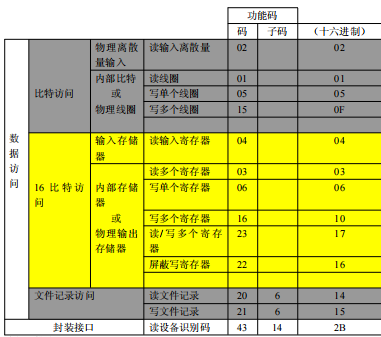 功能码
码 子码 (十六进制)
数据访问
比特访问
物理离散量输入
读输入离散量 02 02
内部比特或物理线圈
读线圈 01 01
写单个线圈 05 05
写多个线圈 15 0F
16 比特访问
输入存储器
读输入寄存器 04 04
内部存储器或物理输出存储器
读多个寄存器 03 03
写单个寄存器 06 06
写多个寄存器 16 10
读/写多个寄存器 23 17
屏蔽写寄存器 22 16
文件记录访问
读文件记录 20 6 14
写文件记录 21 6 15
封装接口 读设备识别码 43 14 2B